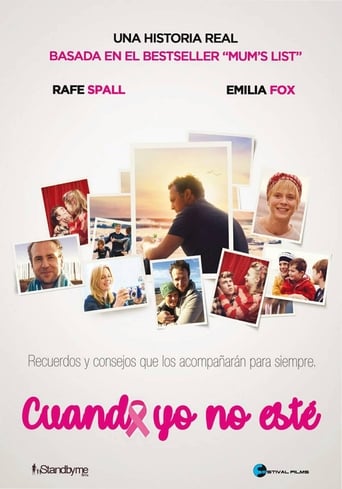 UNA HISTORIA REAL
BASADA EN EL BESTSELLER “MUM’S LIST”
RAFE SPALL EMILIA FOX
Recuerdos y consejos que los acompañarán para siempre.
Cuando yo no esté
Standbyme
FESTIVAL FILMS